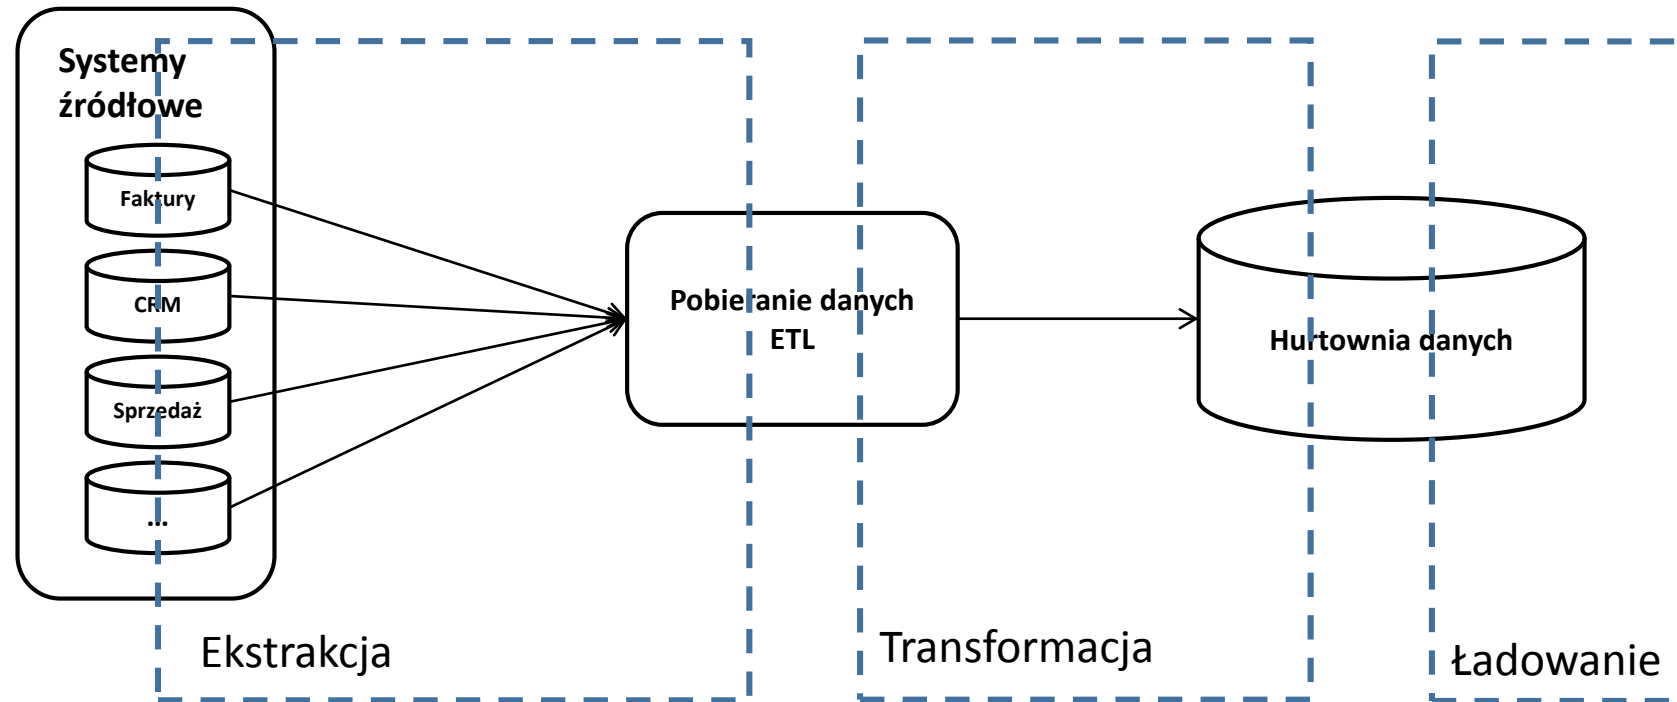 Systemy
źródłowe
Faktury
CRM
Sprzedaż
...
Pobieranie danych
ETL
Hurtownia danych
Ekstrakcja
Transformacja
Ładowanie